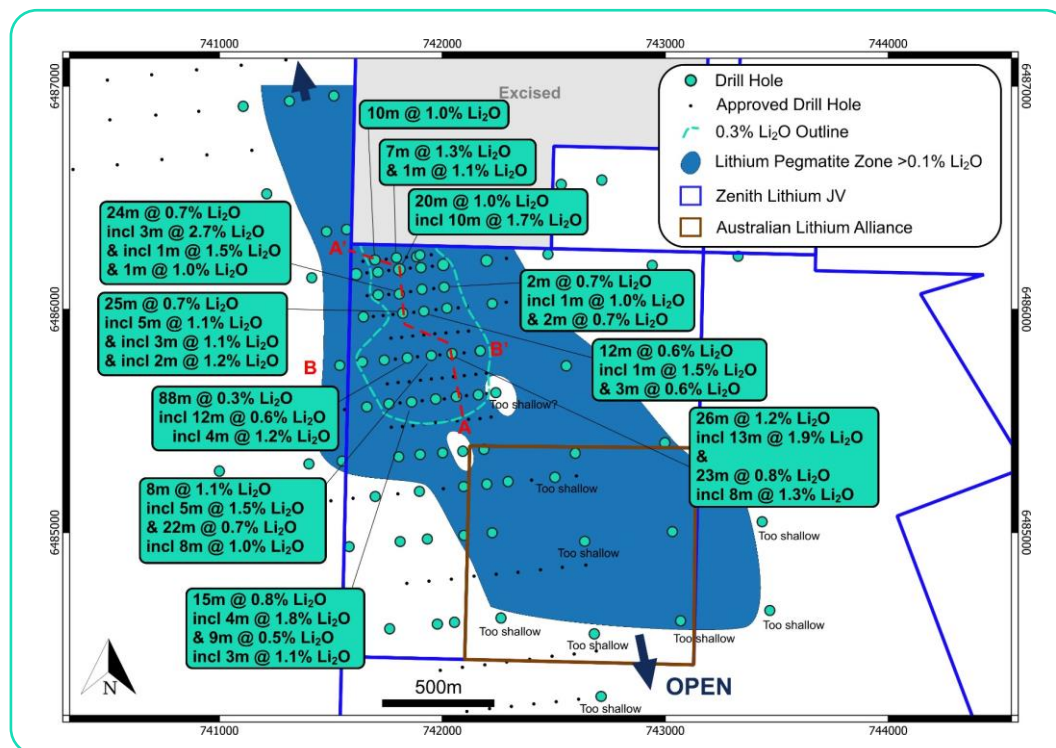 741000
742000
743000
744000
6487000
6487000
Excised
Drill Hole
Approved Drill Hole
0.3% Li₂O Outline
Lithium Pegmatite Zone >0.1% Li₂O
Zenith Lithium JV
Australian Lithium Alliance
10m @ 1.0% Li₂O
7m @ 1.3% Li₂O
& 1m @ 1.1% Li₂O
20m @ 1.0% Li₂O
incl 10m @ 1.7% Li₂O
24m @ 0.7% Li₂O
incl 3m @ 2.7% Li₂O
& incl 1m @ 1.5% Li₂O
& 1m @ 1.0% Li₂O
A'
2m @ 0.7% Li₂O
incl 1m @ 1.0% Li₂O
& 2m @ 0.7% Li₂O
25m @ 0.7% Li₂O
incl 5m @ 1.1% Li₂O
& incl 3m @ 1.1% Li₂O
& incl 2m @ 1.2% Li₂O
6486000
6486000
B
B'
12m @ 0.6% Li₂O
incl 1m @ 1.5% Li₂O
& 3m @ 0.6% Li₂O
88m @ 0.3% Li₂O
incl 12m @ 0.6% Li₂O
incl 4m @ 1.2% Li₂O
Too shallow?
A
26m @ 1.2% Li₂O
incl 13m @ 1.9% Li₂O
&
23m @ 0.8% Li₂O
incl 8m @ 1.3% Li₂O
8m @ 1.1% Li₂O
incl 5m @ 1.5% Li₂O
& 22m @ 0.7% Li₂O
incl 8m @ 1.0% Li₂O
Too shallow
6485000
6485000
Too shallow
Too shallow
15m @ 0.8% Li₂O
incl 4m @ 1.8% Li₂O
& 9m @ 0.5% Li₂O
incl 3m @ 1.1% Li₂O
Too shallow
Too shallow
Too shallow
Too shallow
N
500m
OPEN
Too shallow
741000
742000
743000
744000